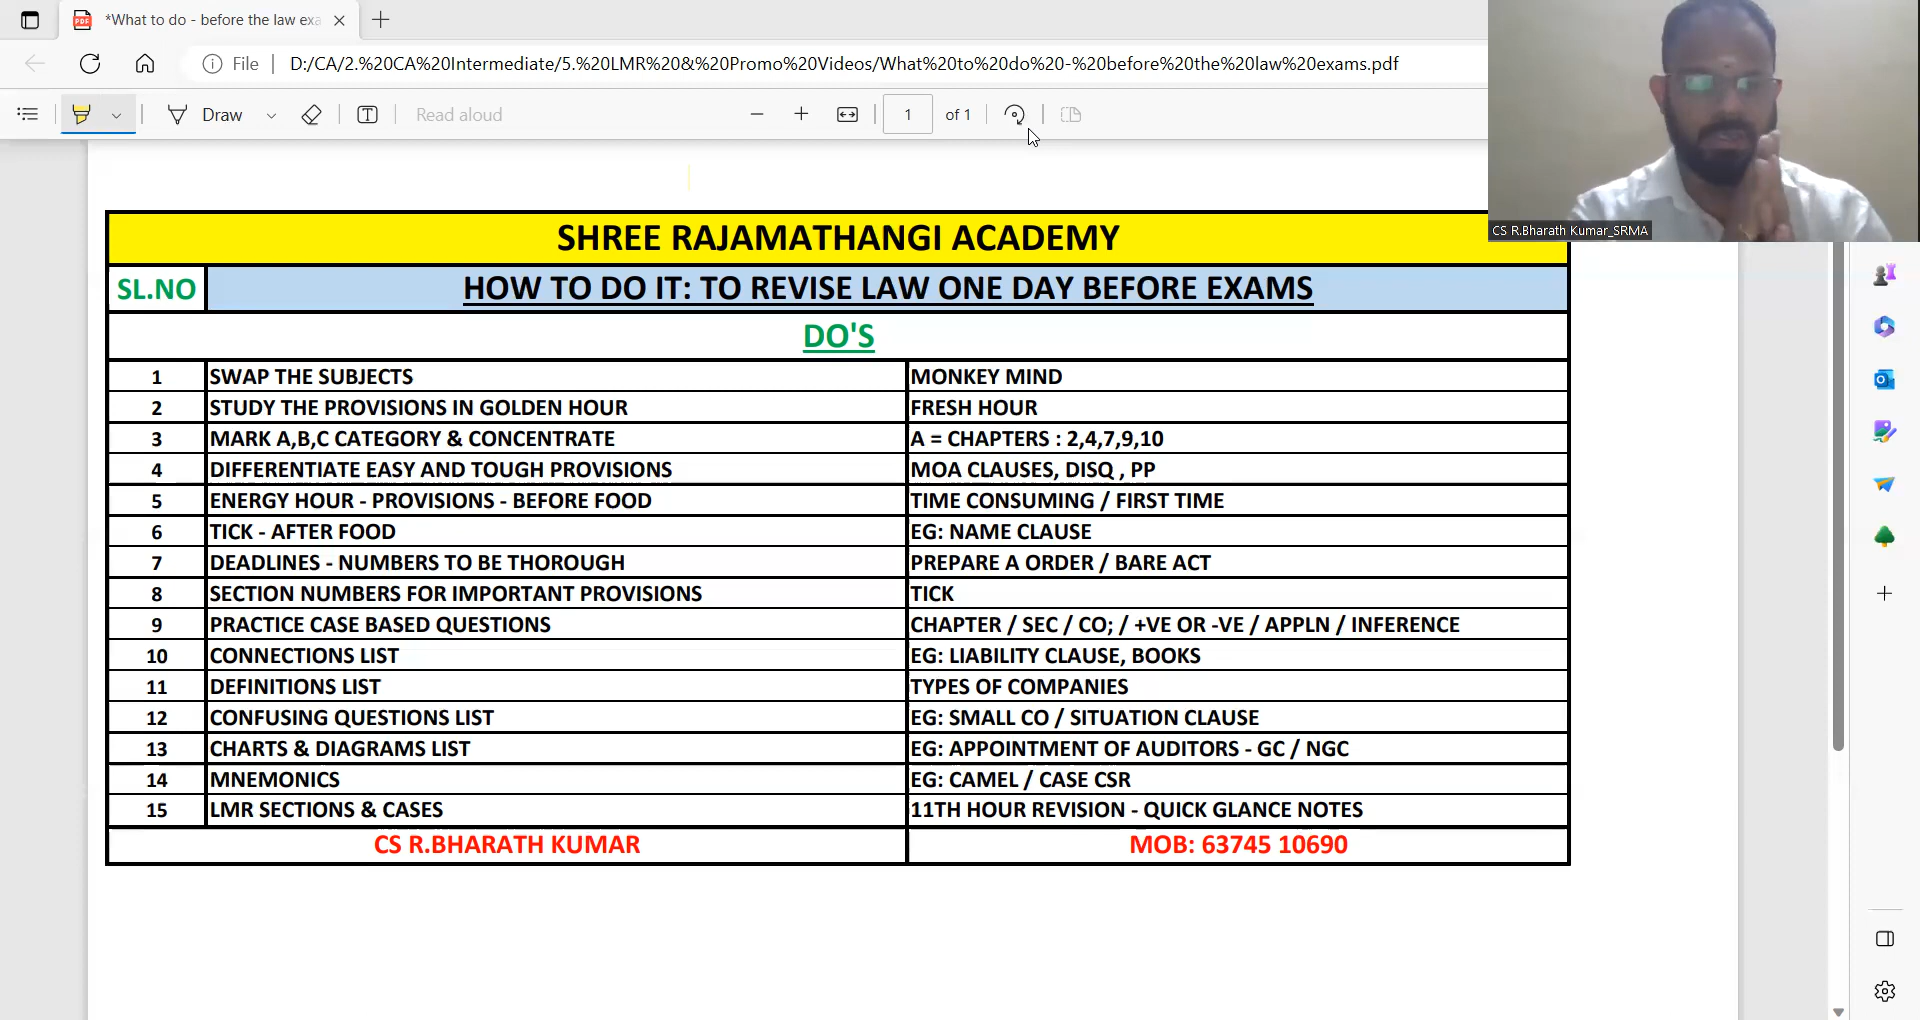 *What to do - before the law exa
File
D:/CA/2.%20CA%20Intermediate/5.%20LMR%20&%20Promo%20Videos/What%20to%20do%20-%20before%20the%20law%20exams.pdf
Draw
Read aloud
1 of 1
CS R.Bharath Kumar_SRMA
SHREE RAJAMATHANGI ACADEMY
SL.NO HOW TO DO IT: TO REVISE LAW ONE DAY BEFORE EXAMS
DO'S
1 SWAP THE SUBJECTS MONKEY MIND
2 STUDY THE PROVISIONS IN GOLDEN HOUR FRESH HOUR
3 MARK A,B,C CATEGORY & CONCENTRATE A = CHAPTERS : 2,4,7,9,10
4 DIFFERENTIATE EASY AND TOUGH PROVISIONS MOA CLAUSES, DISQ , PP
5 ENERGY HOUR - PROVISIONS - BEFORE FOOD TIME CONSUMING / FIRST TIME
6 TICK - AFTER FOOD EG: NAME CLAUSE
7 DEADLINES - NUMBERS TO BE THOROUGH PREPARE A ORDER / BARE ACT
8 SECTION NUMBERS FOR IMPORTANT PROVISIONS TICK
9 PRACTICE CASE BASED QUESTIONS CHAPTER / SEC / CO; / +VE OR -VE / APPLN / INFERENCE
10 CONNECTIONS LIST EG: LIABILITY CLAUSE, BOOKS
11 DEFINITIONS LIST TYPES OF COMPANIES
12 CONFUSING QUESTIONS LIST EG: SMALL CO / SITUATION CLAUSE
13 CHARTS & DIAGRAMS LIST EG: APPOINTMENT OF AUDITORS - GC / NGC
14 MNEMONICS EG: CAMEL / CASE CSR
15 LMR SECTIONS & CASES 11TH HOUR REVISION - QUICK GLANCE NOTES
CS R.BHARATH KUMAR MOB: 63745 10690